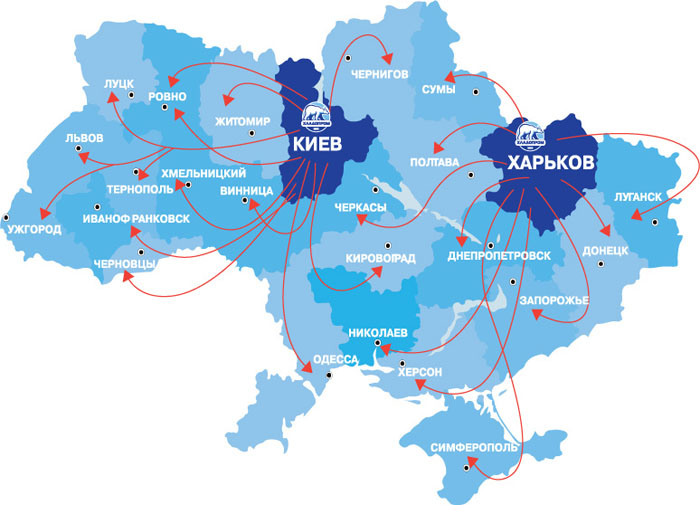 ЧЕРНИГОВ
ЛУЦК
СУМЫ
РОВНО
ЖИТОМИР
ХЛАДОПРОМ
КИЕВ
ХЛАДОПРОМ
ХАРЬКОВ
ЛЬВОВ
ПОЛТАВА
ХМЕЛЬНИЦКИЙ
ТЕРНОПОЛЬ
ВИННИЦА
ЛУГАНСК
ЧЕРКАСЫ
ИВАНОФРАНКОВСК
УЖГОРОД
ДОНЕЦК
КИРОВОГРАД
ДНЕПРОПЕТРОВСК
ЧЕРНОВЦЫ
ЗАПОРОЖЬЕ
НИКОЛАЕВ
ОДЕССА
ХЕРСОН
СИМФЕРОПОЛЬ